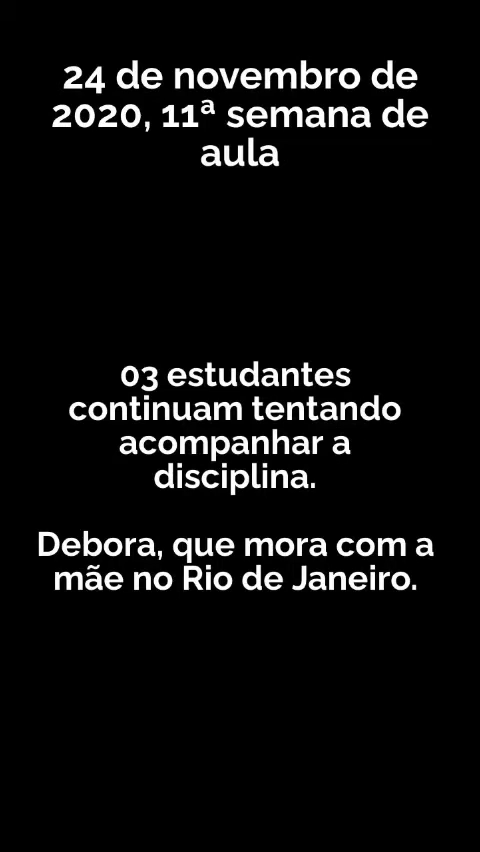 24 de novembro de
2020, 11ª semana de
aula
03 estudantes
continuam tentando
acompanhar a
disciplina.
Debora, que mora com a
mãe no Rio de Janeiro.